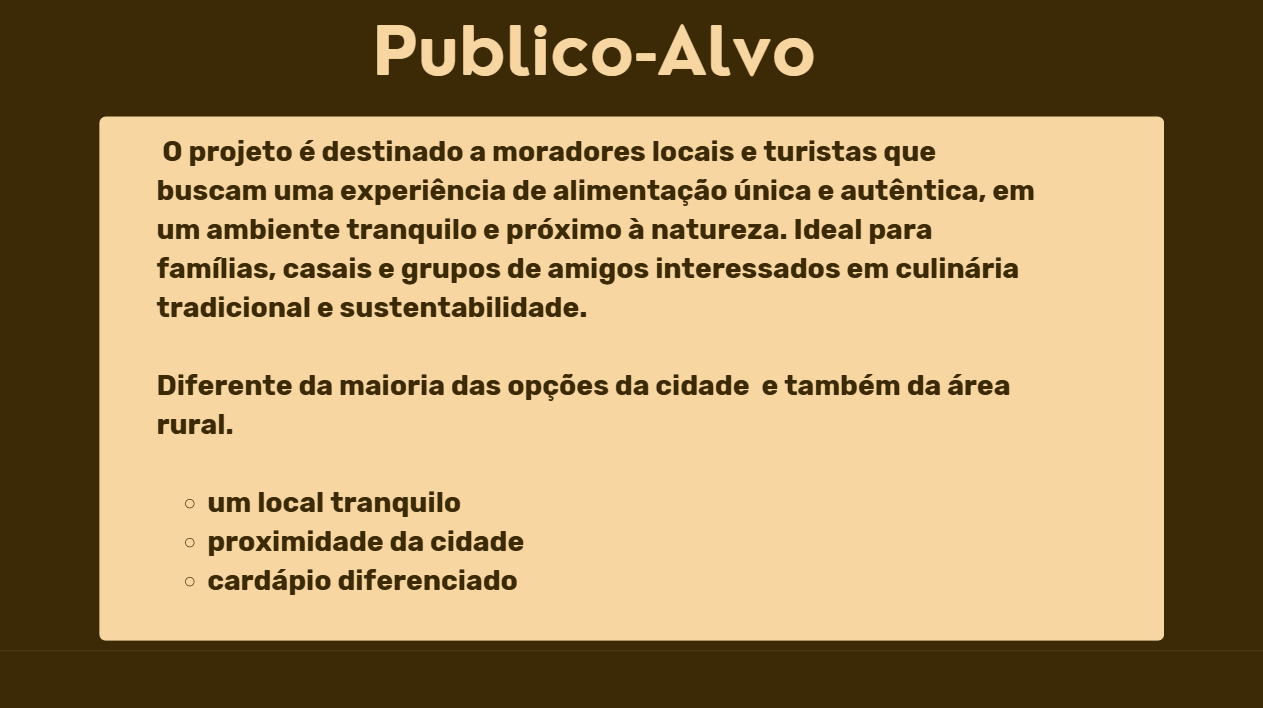 Publico-Alvo
O projeto é destinado a moradores locais e turistas que
buscam uma experiência de alimentação única e autêntica, em
um ambiente tranquilo e próximo à natureza. Ideal para
famílias, casais e grupos de amigos interessados em culinária
tradicional e sustentabilidade.
Diferente da maioria das opções da cidade  e também da área
rural.
um local tranquilo
proximidade da cidade
cardápio diferenciado